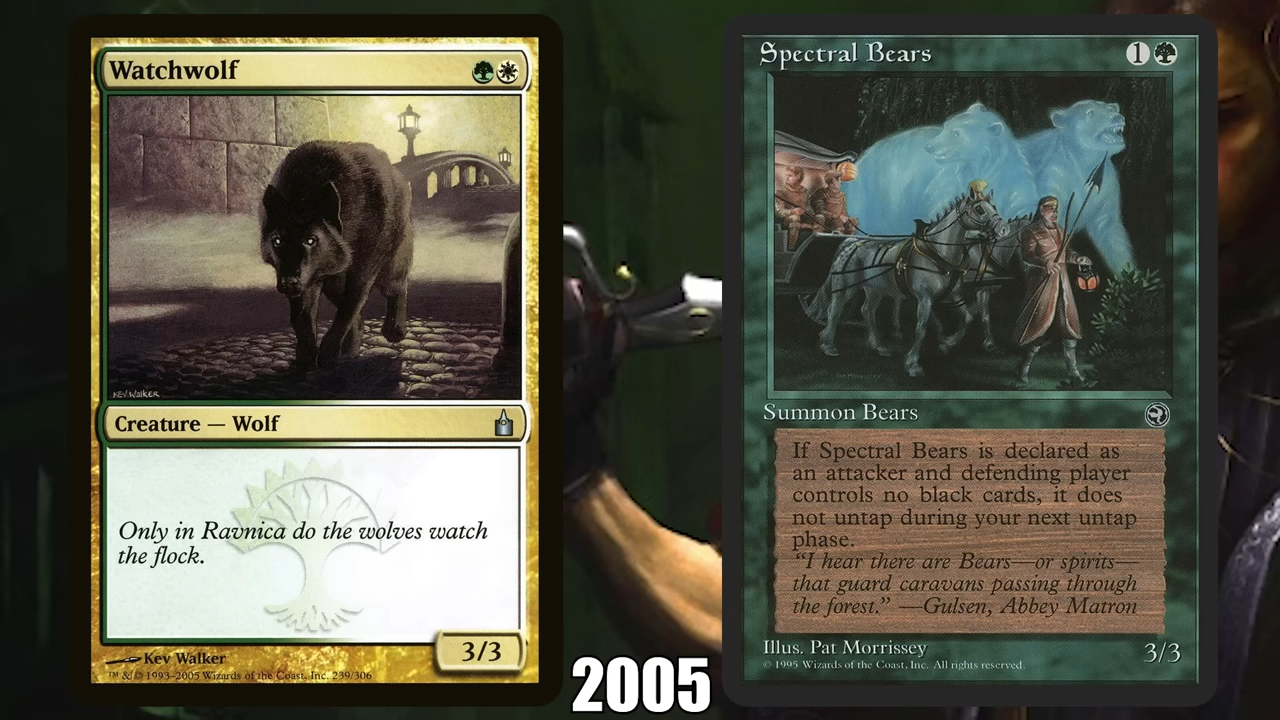 Watchwolf
KEV.WALKER
Creature — Wolf
Only in Ravnica do the wolves watch
the flock.
3/3
Kev Walker
™ & © 1993–2005 Wizards of the Coast, Inc. 239/306
Spectral Bears
1
Summon Bears
If Spectral Bears is declared as
an attacker and defending player
controls no black cards, it does
not untap during your next untap
phase.
“I hear there are Bears—or spirits—
that guard caravans passing through
the forest.” —Gulsen, Abbey Matron
Illus. Pat Morrissey
© 1995 Wizards of the Coast, Inc. All rights reserved.
3/3
2005